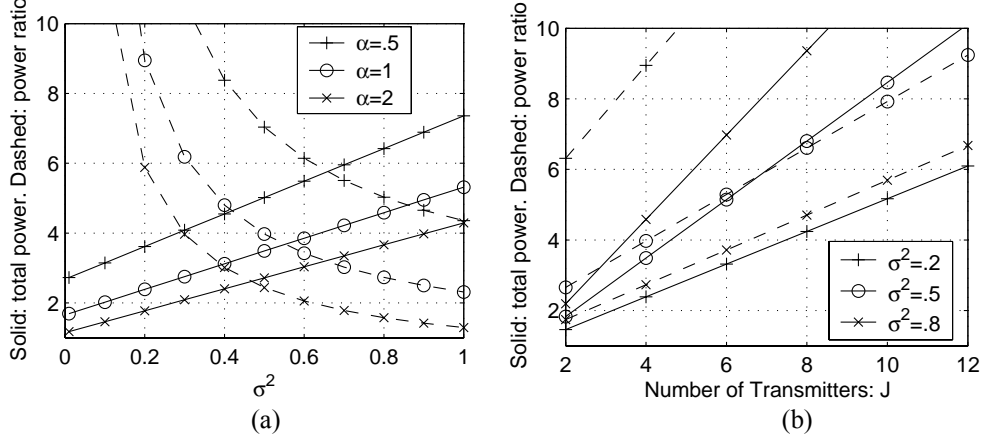 Solid: total power. Dashed: power ratio
10
8
6
4
2
0
0.2
0.4
0.6
0.8
1
σ²
α=.5
α=1
α=2
(a)
Solid: total power. Dashed: power ratio
10
8
6
4
2
2
4
6
8
10
12
Number of Transmitters: J
σ²=.2
σ²=.5
σ²=.8
(b)